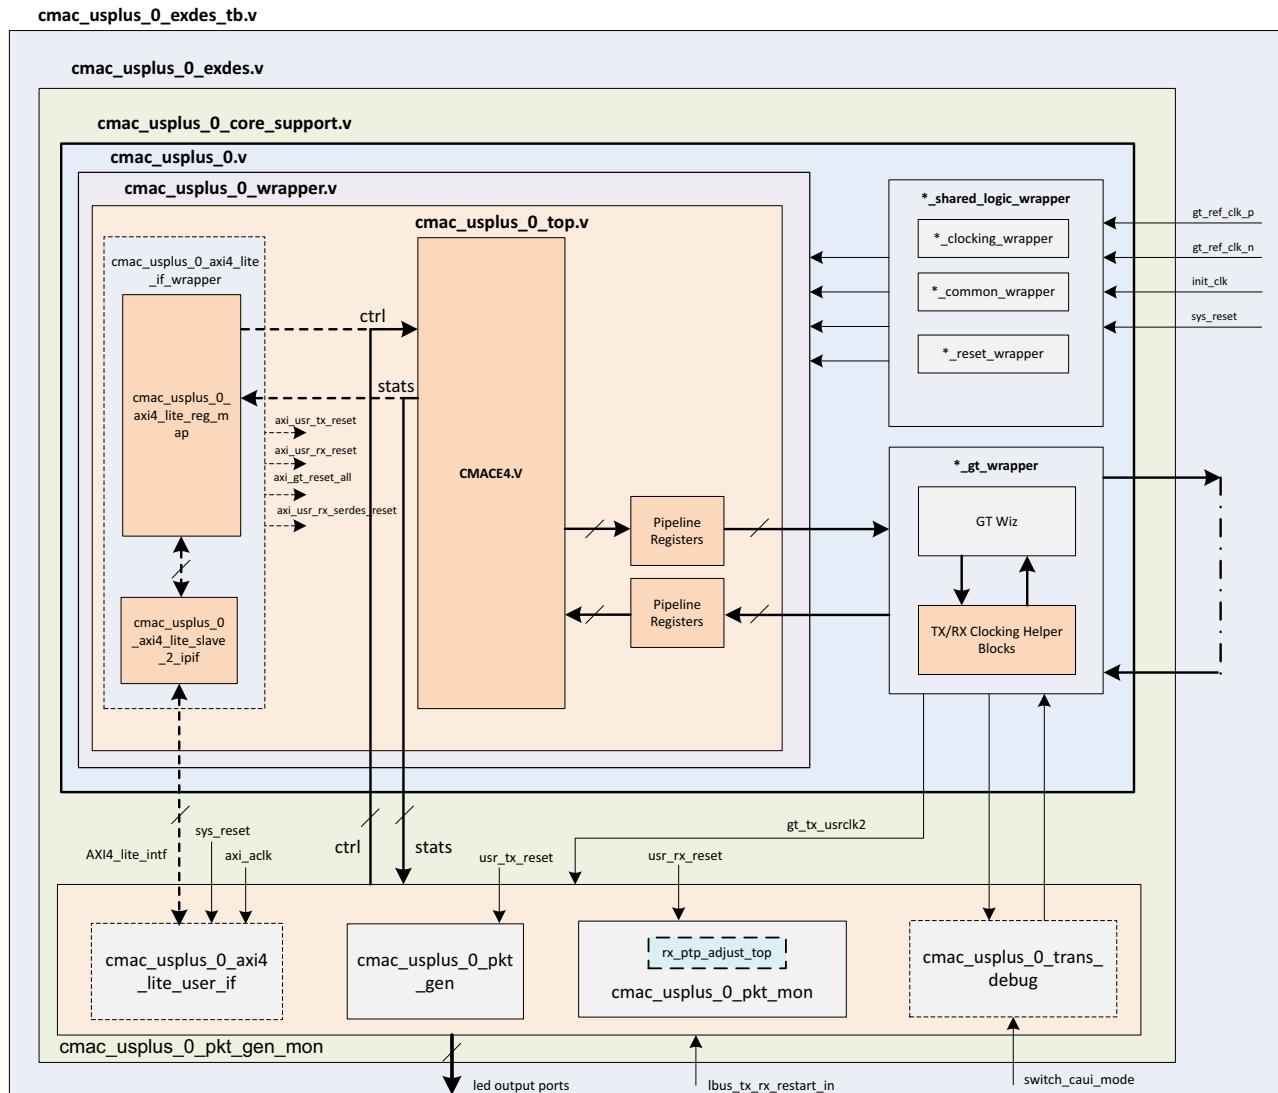 cmac_usplus_0_exdes_tb.v
cmac_usplus_0_exdes.v
cmac_usplus_0_core_support.v
cmac_usplus_0.v
cmac_usplus_0_wrapper.v
cmac_usplus_0_top.v
cmac_usplus_0_axi4_lite
_if_wrapper
cmac_usplus_0_
axi4_lite_reg_m
ap
ctrl
stats
axi_usr_tx_reset
axi_usr_rx_reset
axi_gt_reset_all
axi_usr_rx_serdes_reset
cmac_usplus_0
_axi4_lite_slave
_2_ipif
CMACE4.V
Pipeline
Registers
Pipeline
Registers
*_shared_logic_wrapper
*_clocking_wrapper
*_common_wrapper
*_reset_wrapper
gt_ref_clk_p
gt_ref_clk_n
init_clk
sys_reset
*_gt_wrapper
GT Wiz
TX/RX Clocking Helper
Blocks
AXI4_lite_intf
sys_reset
axi_aclk
ctrl
stats
usr_tx_reset
usr_rx_reset
gt_tx_usrclk2
cmac_usplus_0_axi4
_lite_user_if
cmac_usplus_0_pkt
_gen
rx_ptp_adjust_top
cmac_usplus_0_pkt_mon
cmac_usplus_0_trans_
debug
cmac_usplus_0_pkt_gen_mon
led output ports
lbus_tx_rx_restart_in
switch_caui_mode